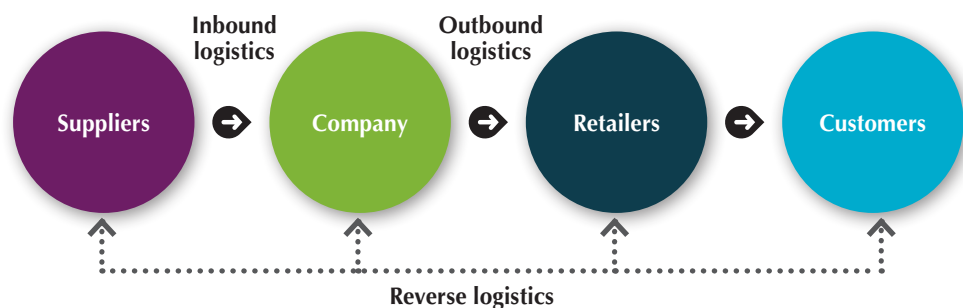 Inbound
logistics
Outbound
logistics
Suppliers
Company
Retailers
Customers
Reverse logistics